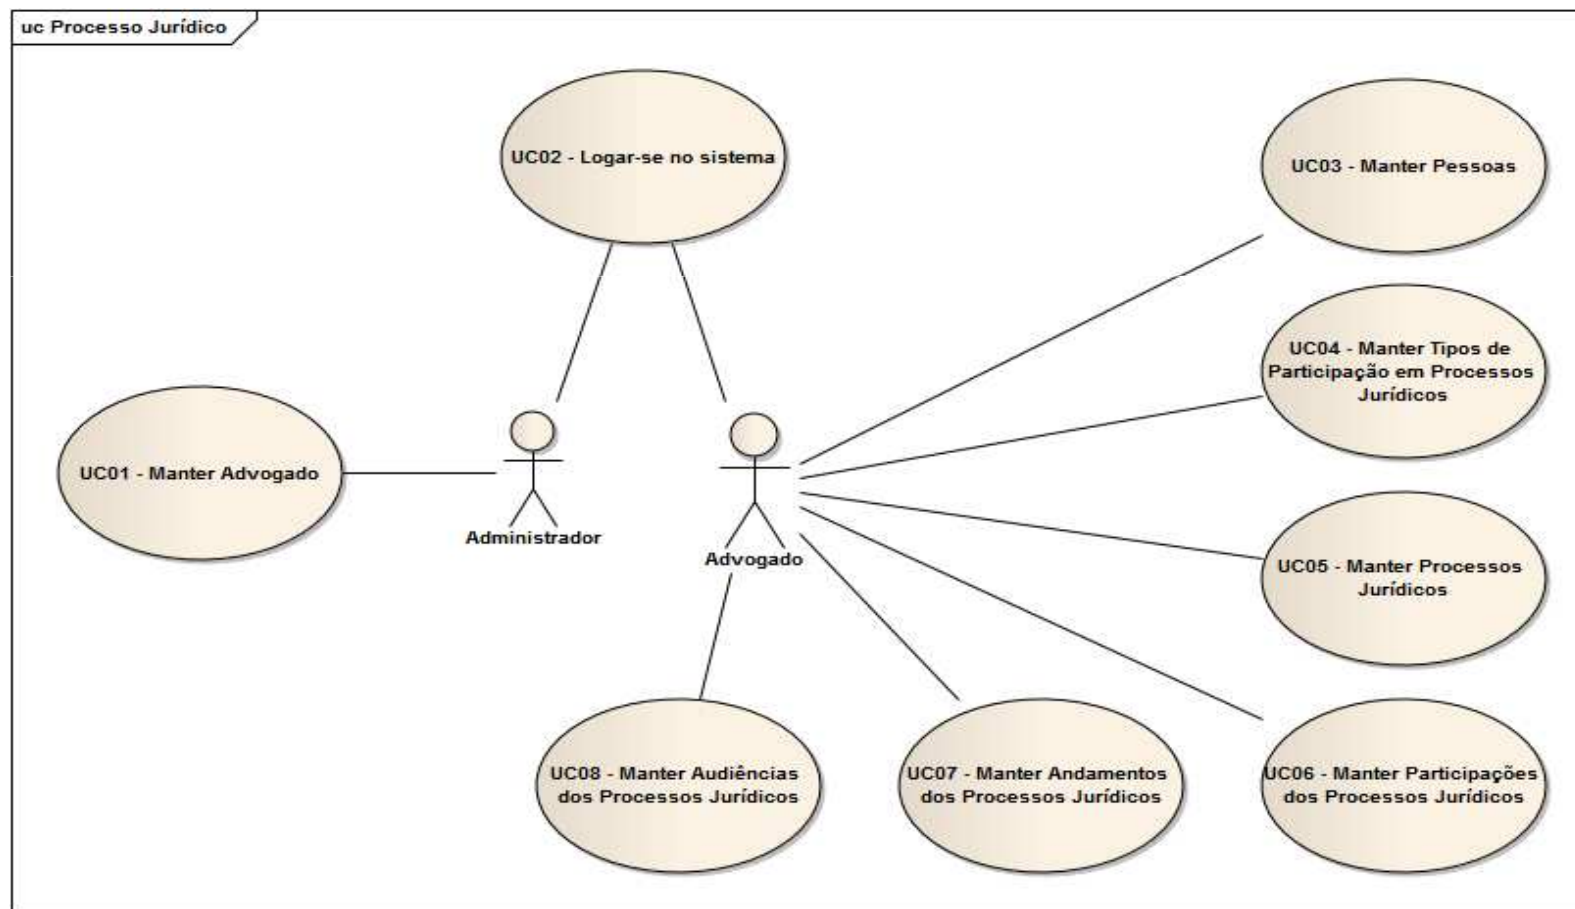 uc Processo Jurídico
UC02 - Logar-se no sistema
UC03 - Manter Pessoas
UC04 - Manter Tipos de
Participação em Processos
Jurídicos
UC01 - Manter Advogado
Administrador
Advogado
UC05 - Manter Processos
Jurídicos
UC08 - Manter Audiências
dos Processos Jurídicos
UC07 - Manter Andamentos
dos Processos Jurídicos
UC06 - Manter Participações
dos Processos Jurídicos